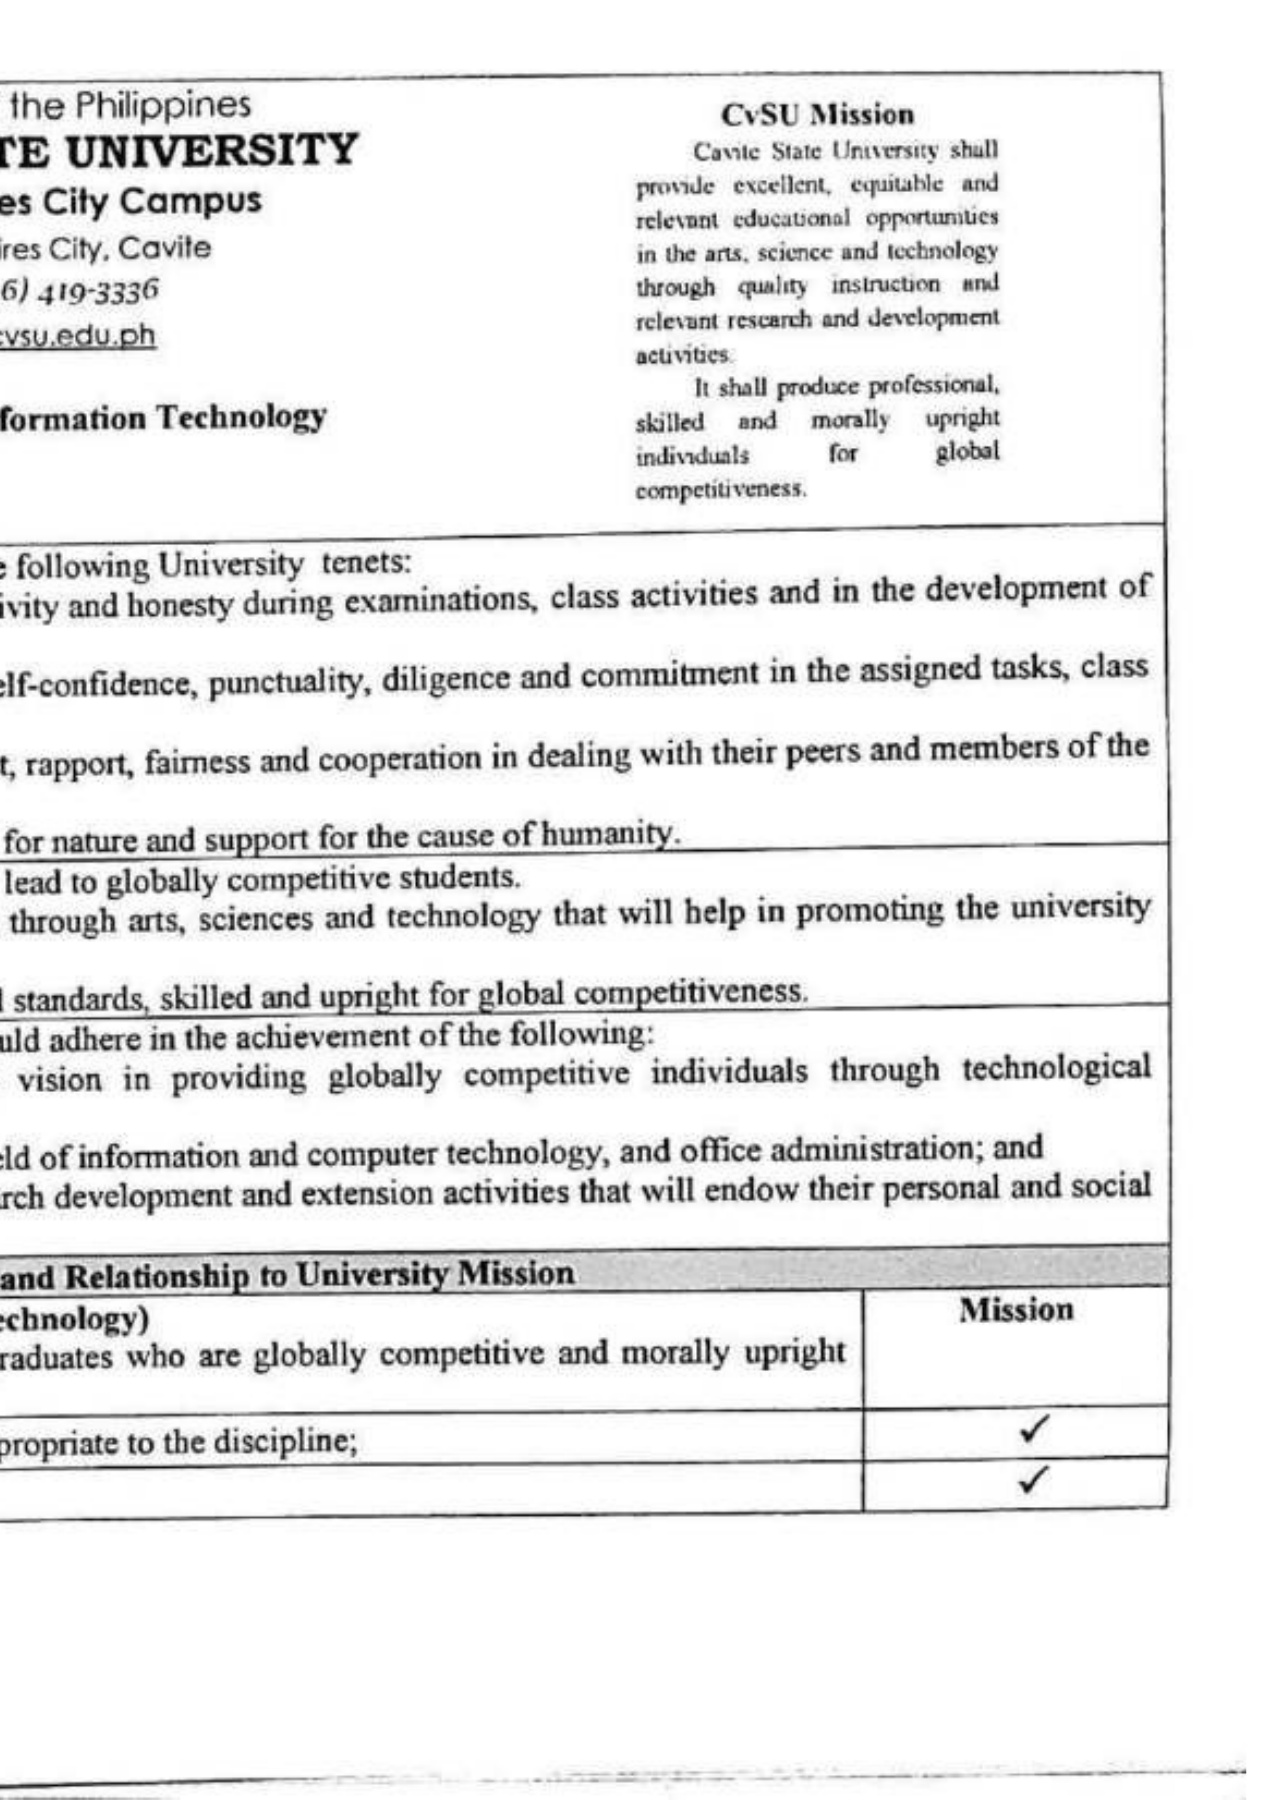 the Philippines
TE UNIVERSITY
es City Campus
ires City, Cavite
6) 419-3336
cvsu.edu.ph
formation Technology
CvSU Mission
Cavite State University shall
provide excellent, equitable and
relevant educational opportunities
in the arts, science and technology
through quality instruction and
relevant research and development
activities.
It shall produce professional,
skilled and morally upright
individuals for global
competitiveness.
e following University tenets:
ivity and honesty during examinations, class activities and in the development of
elf-confidence, punctuality, diligence and commitment in the assigned tasks, class
t, rapport, fairness and cooperation in dealing with their peers and members of the
for nature and support for the cause of humanity.
lead to globally competitive students.
through arts, sciences and technology that will help in promoting the university
l standards, skilled and upright for global competitiveness.
uld adhere in the achievement of the following:
vision in providing globally competitive individuals through technological
eld of information and computer technology, and office administration; and
rch development and extension activities that will endow their personal and social
and Relationship to University Mission
echnology)
raduates who are globally competitive and morally upright
Mission
propriate to the discipline;
✓
✓